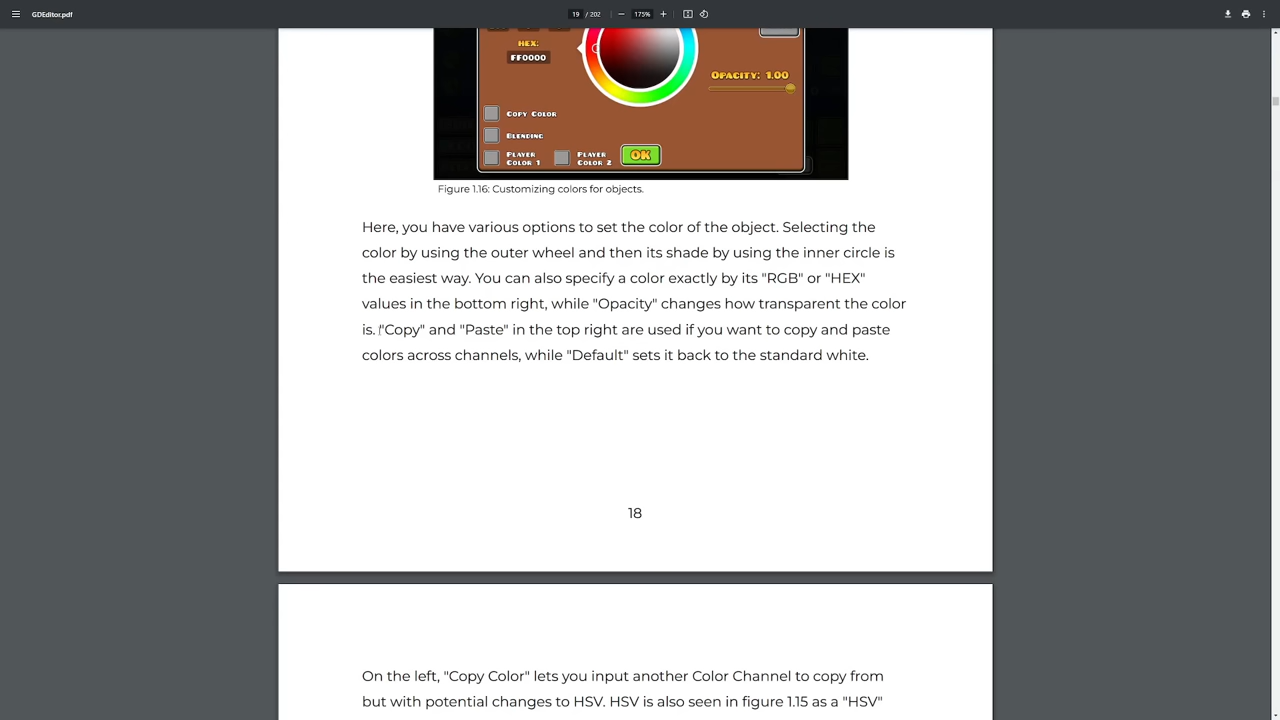 GDEditor.pdf
19 / 202
175%
HEX:
FF0000
OPACITY: 1.00
COPY COLOR
BLENDING
PLAYER COLOR 1
PLAYER COLOR 2
OK
Figure 1.16: Customizing colors for objects.
Here, you have various options to set the color of the object. Selecting the
color by using the outer wheel and then its shade by using the inner circle is
the easiest way. You can also specify a color exactly by its "RGB" or "HEX"
values in the bottom right, while "Opacity" changes how transparent the color
is. "Copy" and "Paste" in the top right are used if you want to copy and paste
colors across channels, while "Default" sets it back to the standard white.
18
On the left, "Copy Color" lets you input another Color Channel to copy from
but with potential changes to HSV. HSV is also seen in figure 1.15 as a "HSV"